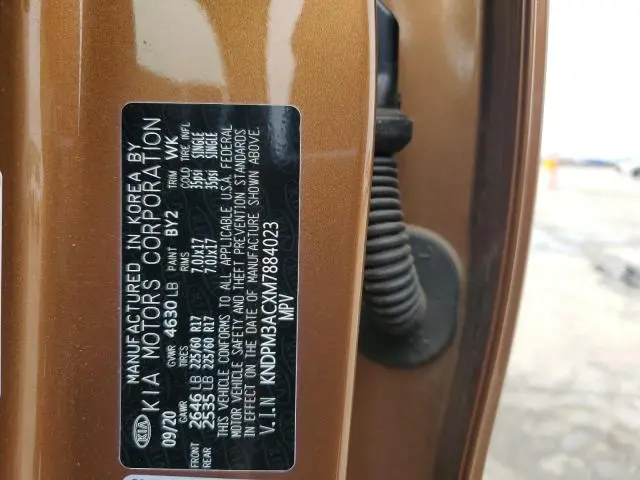 MANUFACTURED IN KOREA BY
KIA KIA MOTORS CORPORATION
09/20 GVWR 4630 LB PAINT BY2 TRIM WK
GAWR TIRES RIMS COLD TIRE INFL
FRONT 2646 LB 225/60 R17 7.0Jx17 35psi SINGLE
REAR 2535 LB 225/60 R17 7.0Jx17 35psi SINGLE
THIS VEHICLE CONFORMS TO ALL APPLICABLE U.S.A. FEDERAL
MOTOR VEHICLE SAFETY AND THEFT PREVENTION STANDARDS
IN EFFECT ON THE DATE OF MANUFACTURE SHOWN ABOVE.
V.I.N KNDPM3ACXM7884023
MPV